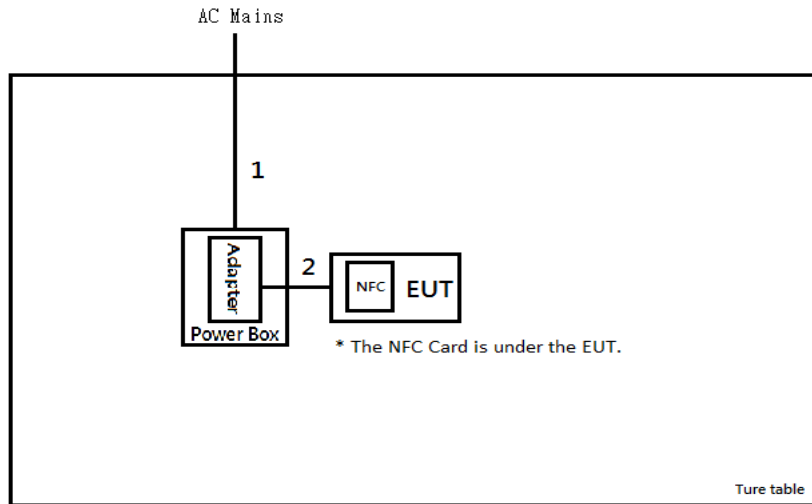 AC Mains
1
Adapter
2
NFC
EUT
Power Box
* The NFC Card is under the EUT.
Ture table